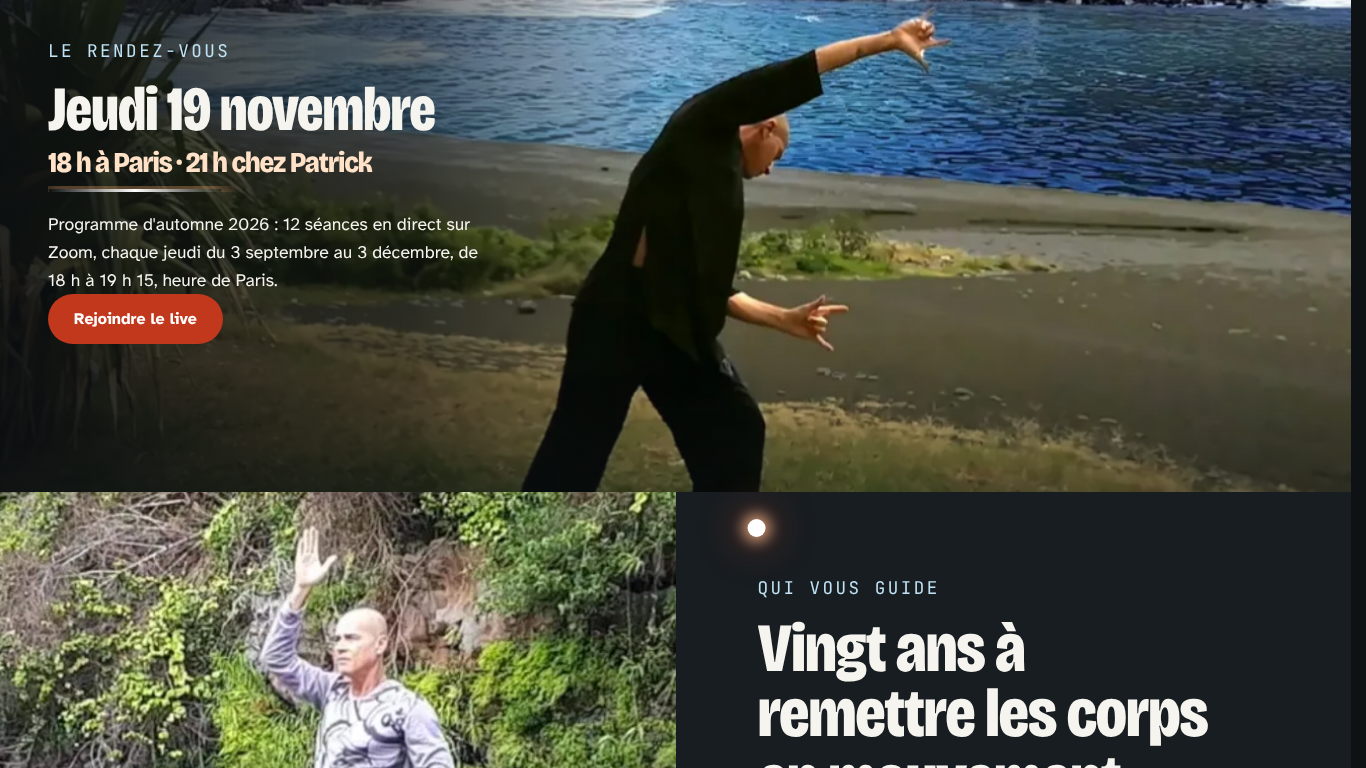 LE RENDEZ-VOUS
Jeudi 19 novembre
18 h à Paris · 21 h chez Patrick
Programme d'automne 2026 : 12 séances en direct sur
Zoom, chaque jeudi du 3 septembre au 3 décembre, de
18 h à 19 h 15, heure de Paris.
Rejoindre le live
QUI VOUS GUIDE
Vingt ans à
remettre les corps
en mouvement